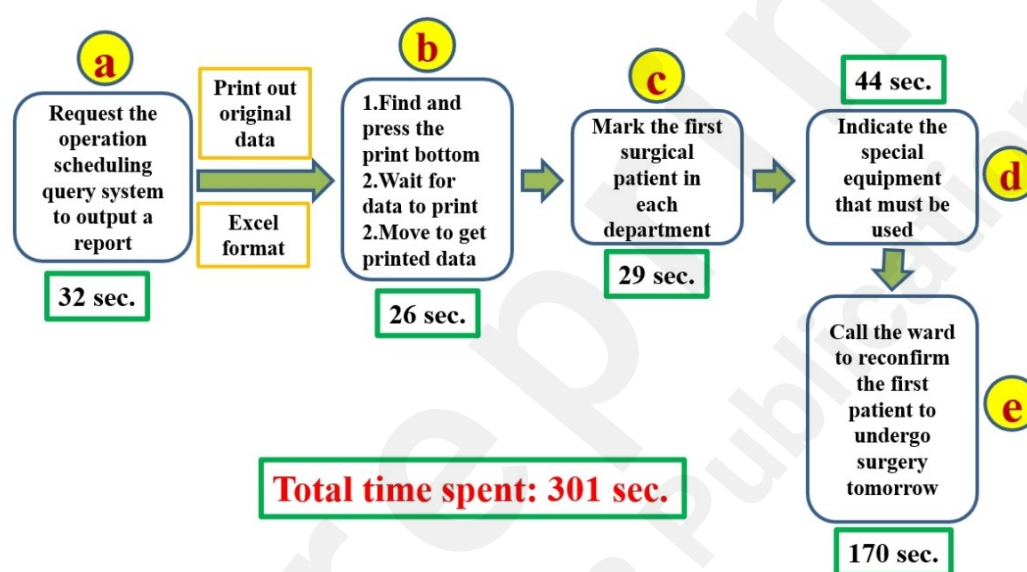 a
Request the
operation
scheduling
query system
to output a
report
32 sec.
Print out
original
data
Excel
format
b
1.Find and
press the
print bottom
2.Wait for
data to print
2.Move to get
printed data
26 sec.
c
Mark the first
surgical
patient in
each
department
29 sec.
44 sec.
Indicate the
special
equipment
that must be
used
d
Call the ward
to reconfirm
the first
patient to
undergo
surgery
tomorrow
e
170 sec.
Total time spent: 301 sec.